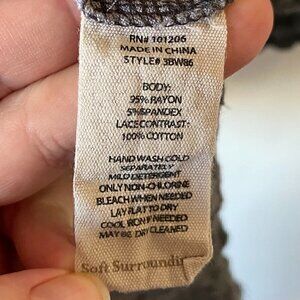 RN# 101206
MADE IN CHINA
STYLE# 3BW86
BODY:
95% RAYON
5%SPANDEX
LACE CONTRAST:
100% COTTON
HAND WASH COLD
SEPARATELY
MILD DETERGENT
ONLY NON-CHLORINE
BLEACH WHEN NEEDED
LAY FLAT TO DRY
COOL IRON IF NEEDED
MAY BE DRY CLEANED
Soft Surroundi